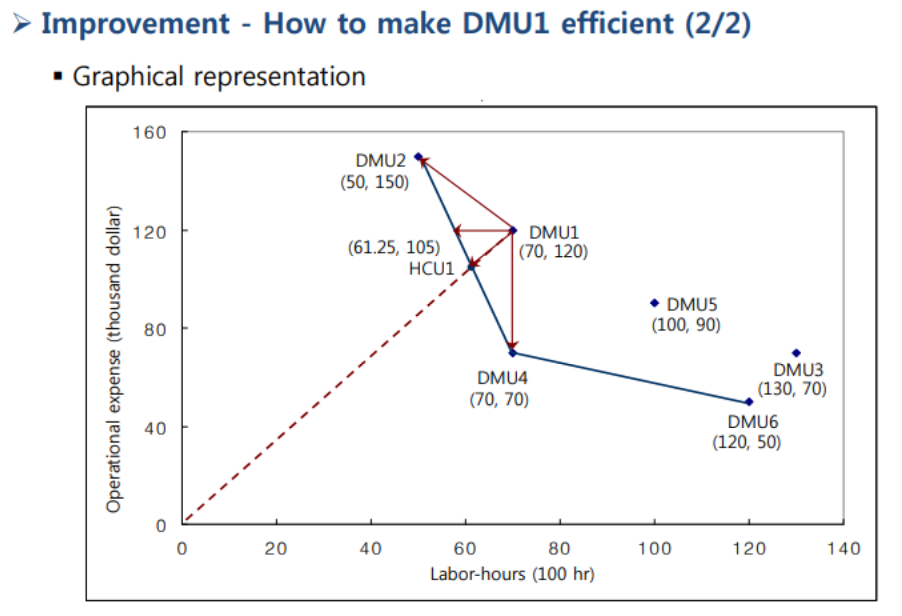 ➢ Improvement - How to make DMU1 efficient (2/2)
▪ Graphical representation
160
120
80
40
0
Operational expense (thousand dollar)
DMU2
(50, 150)
DMU1
(70, 120)
(61.25, 105)
HCU1
DMU5
(100, 90)
DMU4
(70, 70)
DMU3
(130, 70)
DMU6
(120, 50)
0 20 40 60 80 100 120 140
Labor-hours (100 hr)